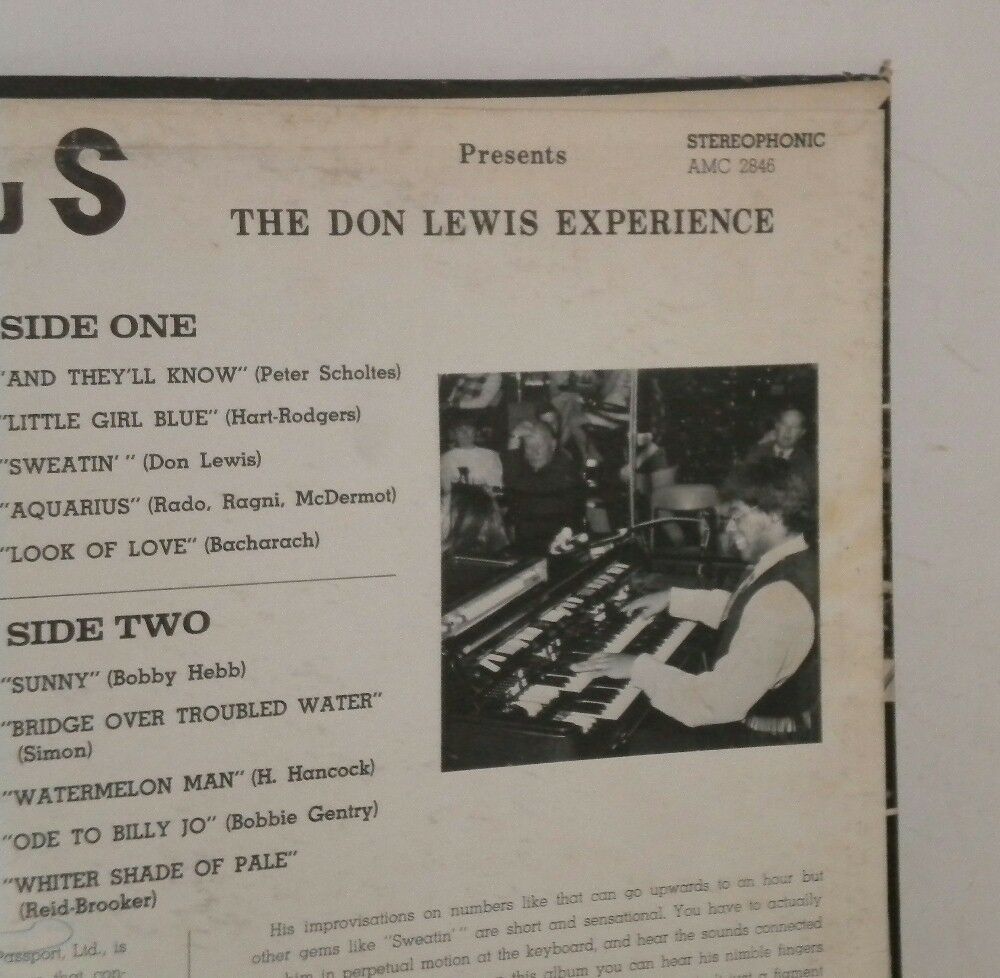 S
Presents
STEREOPHONIC
AMC 2846
THE DON LEWIS EXPERIENCE
SIDE ONE
"AND THEY'LL KNOW" (Peter Scholtes)
"LITTLE GIRL BLUE" (Hart-Rodgers)
"SWEATIN' " (Don Lewis)
"AQUARIUS" (Rado, Ragni, McDermot)
"LOOK OF LOVE" (Bacharach)
SIDE TWO
"SUNNY" (Bobby Hebb)
"BRIDGE OVER TROUBLED WATER"
(Simon)
"WATERMELON MAN" (H. Hancock)
"ODE TO BILLY JO" (Bobbie Gentry)
"WHITER SHADE OF PALE"
(Reid-Brooker)
Passport, Ltd., is
that con-
His improvisations on numbers like that can go upwards to an hour but
other gems like "Sweatin' " are short and sensational. You have to actually
him in perpetual motion at the keyboard, and hear the sounds connected
this album you can hear his nimble fingers
a figment